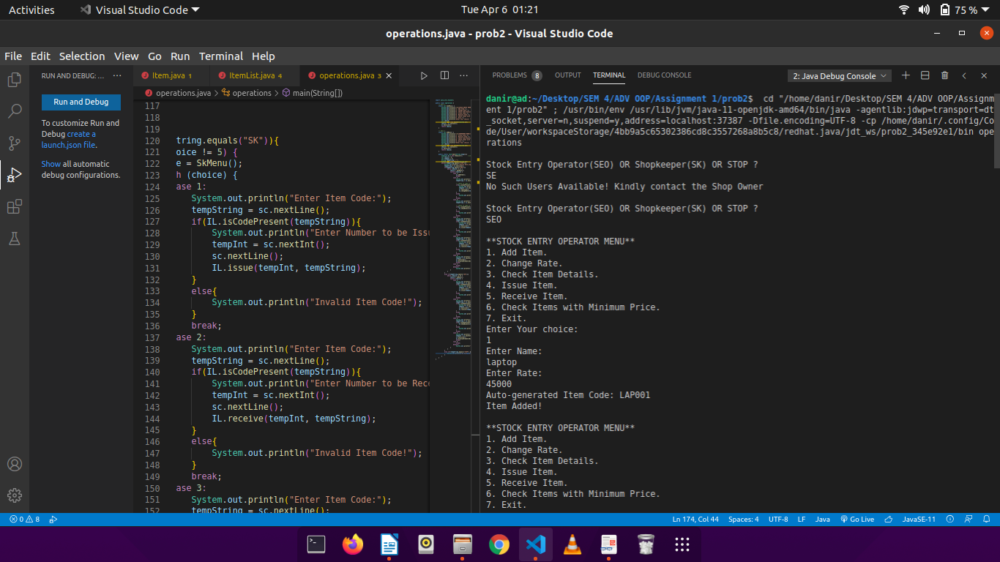 Activities Visual Studio Code Tue Apr 6 01:21 75 %
operations.java - prob2 - Visual Studio Code
File Edit Selection View Go Run Terminal Help
RUN AND DEBUG: ... ···
Run and Debug
To customize Run and
Debug create a
launch.json file.
Show all automatic
debug configurations.
Item.java 1 ItemList.java 4 operations.java 3
operations.java > operations > main(String[])
117
118
119
120 tring.equals("SK")){
121 oice != 5) {
122 e = SkMenu();
123 h (choice) {
124 ase 1:
125 System.out.println("Enter Item Code:");
126 tempString = sc.nextLine();
127 if(IL.isCodePresent(tempString)){
128 System.out.println("Enter Number to be Issu
129 tempInt = sc.nextInt();
130 sc.nextLine();
131 IL.issue(tempInt, tempString);
132 }
133 else{
134 System.out.println("Invalid Item Code!");
135 }
136 break;
137 ase 2:
138 System.out.println("Enter Item Code:");
139 tempString = sc.nextLine();
140 if(IL.isCodePresent(tempString)){
141 System.out.println("Enter Number to be Rece
142 tempInt = sc.nextInt();
143 sc.nextLine();
144 IL.receive(tempInt, tempString);
145 }
146 else{
147 System.out.println("Invalid Item Code!");
148 }
149 break;
150 ase 3:
151 System.out.println("Enter Item Code:");
152 tempString = sc.nextLine();
PROBLEMS 8 OUTPUT TERMINAL DEBUG CONSOLE 2: Java Debug Console
danir@ad:~/Desktop/SEM 4/ADV OOP/Assignment 1/prob2$ cd "/home/danir/Desktop/SEM 4/ADV OOP/Assignm
ent 1/prob2" ; /usr/bin/env /usr/lib/jvm/java-11-openjdk-amd64/bin/java -agentlib:jdwp=transport=dt
_socket,server=n,suspend=y,address=localhost:37387 -Dfile.encoding=UTF-8 -cp /home/danir/.config/Co
de/User/workspaceStorage/4bb9a5c65302386cd8c3557268a8b5c8/redhat.java/jdt_ws/prob2_345e92e1/bin ope
rations
Stock Entry Operator(SEO) OR Shopkeeper(SK) OR STOP ?
SE
No Such Users Available! Kindly contact the Shop Owner
Stock Entry Operator(SEO) OR Shopkeeper(SK) OR STOP ?
SEO
**STOCK ENTRY OPERATOR MENU**
1. Add Item.
2. Change Rate.
3. Check Item Details.
4. Issue Item.
5. Receive Item.
6. Check Items with Minimum Price.
7. Exit.
Enter Your choice:
1
Enter Name:
laptop
Enter Rate:
45000
Auto-generated Item Code: LAP001
Item Added!
**STOCK ENTRY OPERATOR MENU**
1. Add Item.
2. Change Rate.
3. Check Item Details.
4. Issue Item.
5. Receive Item.
6. Check Items with Minimum Price.
7. Exit.
0 8 Ln 174, Col 44 Spaces: 4 UTF-8 LF Java Go Live JavaSE-11